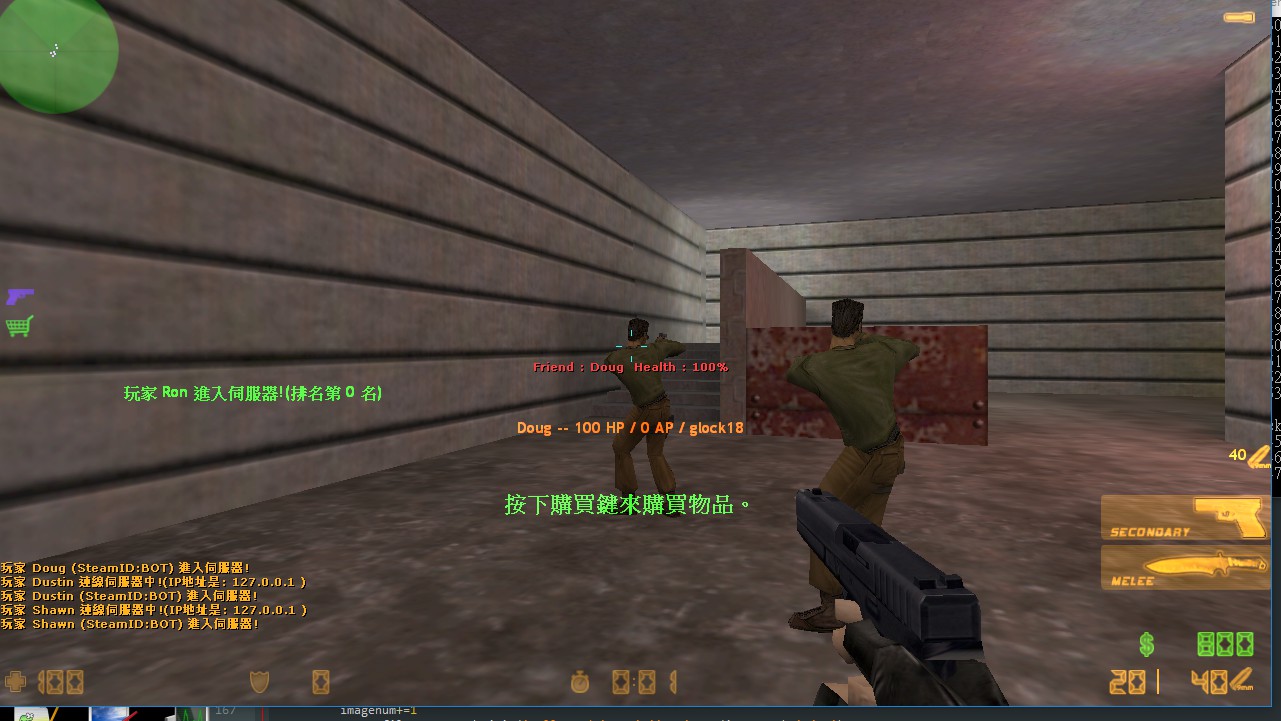 玩家 Ron 進入伺服器!(排名第 0 名)
Friend : Doug Health : 100%
Doug -- 100 HP / 0 AP / glock18
按下購買鍵來購買物品。
40
SECONDARY
MELEE
玩家 Doug (SteamID:BOT) 進入伺服器!
玩家 Dustin 連線伺服器中!(IP地址是: 127.0.0.1 )
玩家 Dustin (SteamID:BOT) 進入伺服器!
玩家 Shawn 連線伺服器中!(IP地址是: 127.0.0.1 )
玩家 Shawn (SteamID:BOT) 進入伺服器!
$ 800
100 0 0:01 20 | 40
167 imagenum+=1